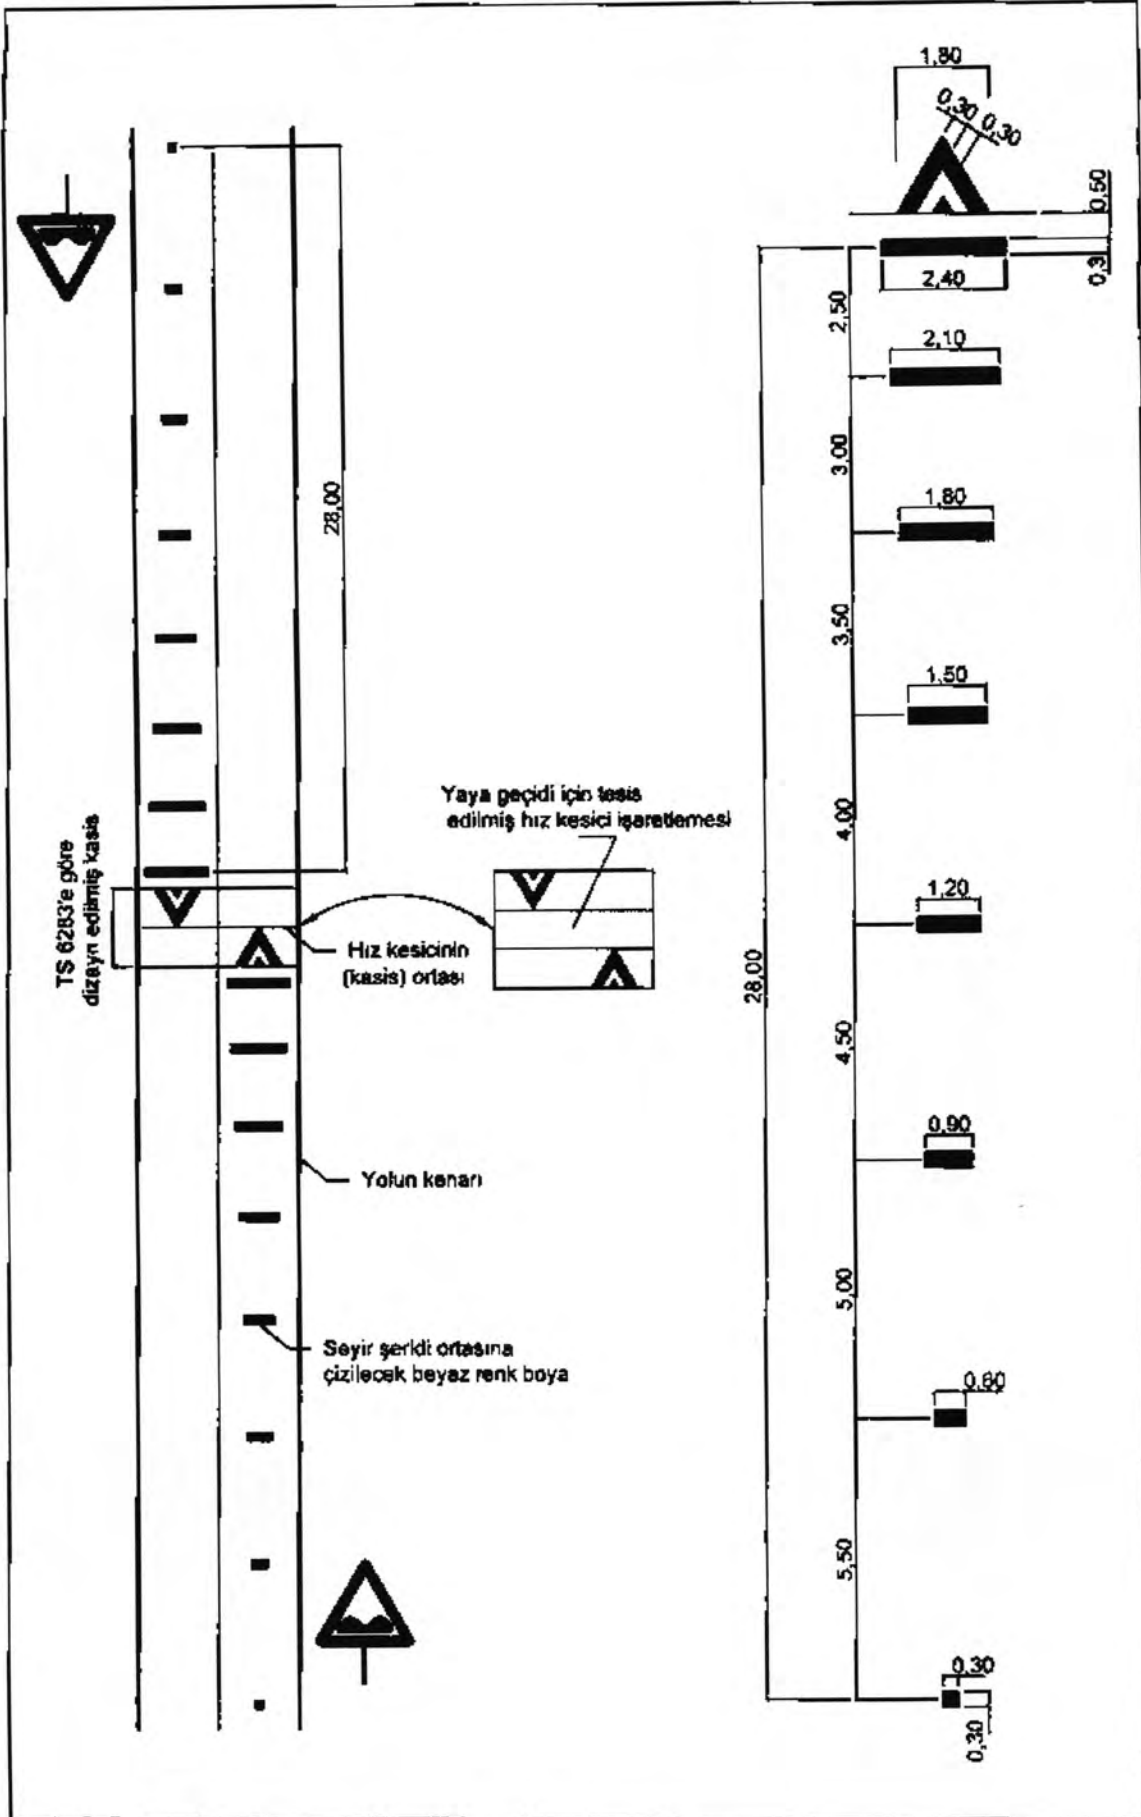 28,00
TS 6283'e göre
dizayn edilmiş kasis
Yaya geçidi için tesis
edilmiş hız kesici işaretlemesi
Hız kesicinin
(kasis) ortası
Yolun kenarı
Seyir şeridi ortasına
çizilecek beyaz renk boya
1,80
0,30
0,30
0,50
0,3
2,40
2,50
2,10
3,00
1,80
3,50
1,50
4,00
1,20
28,00
4,50
0,90
5,00
0,60
5,50
0,30
0,30